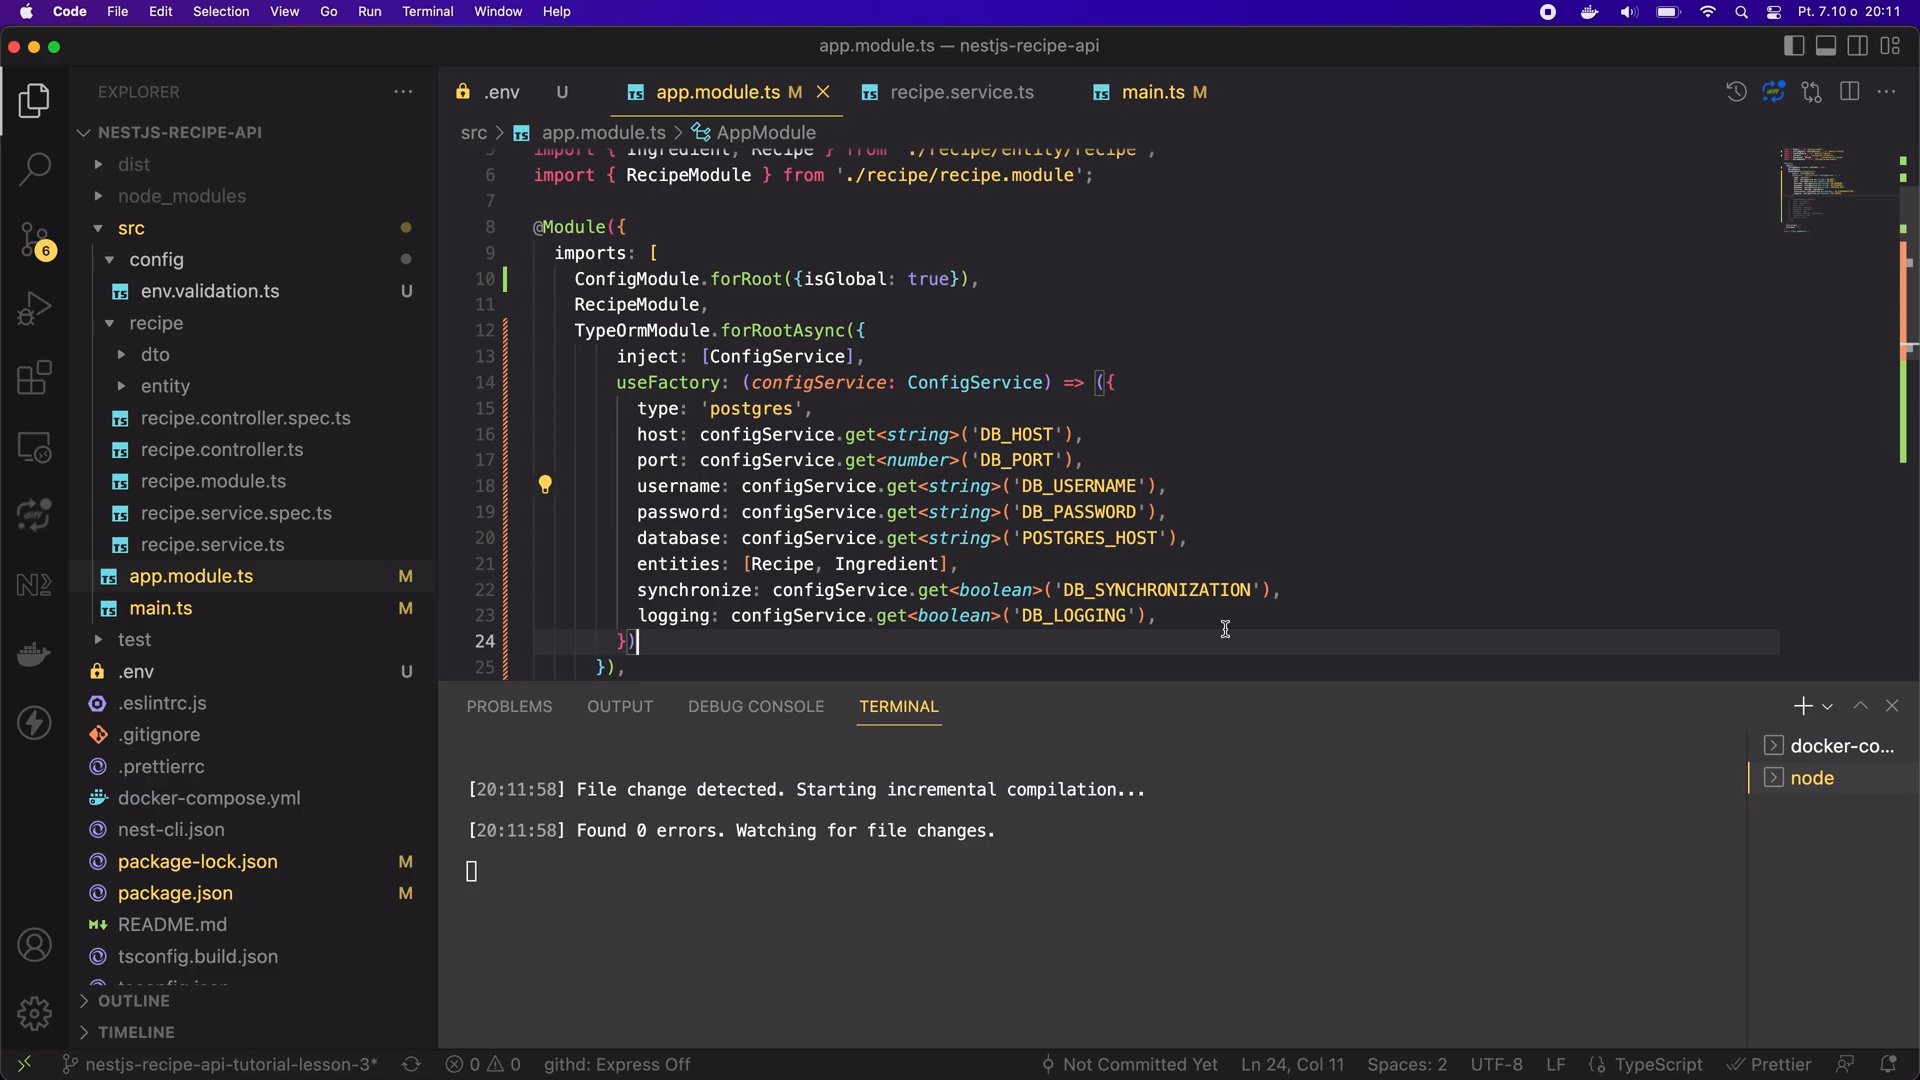 Code File Edit Selection View Go Run Terminal Window Help Pt. 7.10 o 20:11
app.module.ts — nestjs-recipe-api
EXPLORER
NESTJS-RECIPE-API
dist
node_modules
src
config
env.validation.ts U
recipe
dto
entity
recipe.controller.spec.ts
recipe.controller.ts
recipe.module.ts
recipe.service.spec.ts
recipe.service.ts
app.module.ts M
main.ts M
test
.env U
.eslintrc.js
.gitignore
.prettierrc
docker-compose.yml
nest-cli.json
package-lock.json M
package.json M
README.md
tsconfig.build.json
OUTLINE
TIMELINE
6
.env U app.module.ts M recipe.service.ts main.ts M
src > app.module.ts > AppModule
5 import { Ingredient, Recipe } from './recipe/entity/recipe';
6 import { RecipeModule } from './recipe/recipe.module';
7
8 @Module({
9 imports: [
10 ConfigModule.forRoot({isGlobal: true}),
11 RecipeModule,
12 TypeOrmModule.forRootAsync({
13 inject: [ConfigService],
14 useFactory: (configService: ConfigService) => ({
15 type: 'postgres',
16 host: configService.get<string>('DB_HOST'),
17 port: configService.get<number>('DB_PORT'),
18 username: configService.get<string>('DB_USERNAME'),
19 password: configService.get<string>('DB_PASSWORD'),
20 database: configService.get<string>('POSTGRES_HOST'),
21 entities: [Recipe, Ingredient],
22 synchronize: configService.get<boolean>('DB_SYNCHRONIZATION'),
23 logging: configService.get<boolean>('DB_LOGGING'),
24 })
25 }),
PROBLEMS OUTPUT DEBUG CONSOLE TERMINAL
[20:11:58] File change detected. Starting incremental compilation...
[20:11:58] Found 0 errors. Watching for file changes.
docker-co...
node
nestjs-recipe-api-tutorial-lesson-3* 0 0 githd: Express Off Not Committed Yet Ln 24, Col 11 Spaces: 2 UTF-8 LF TypeScript Prettier